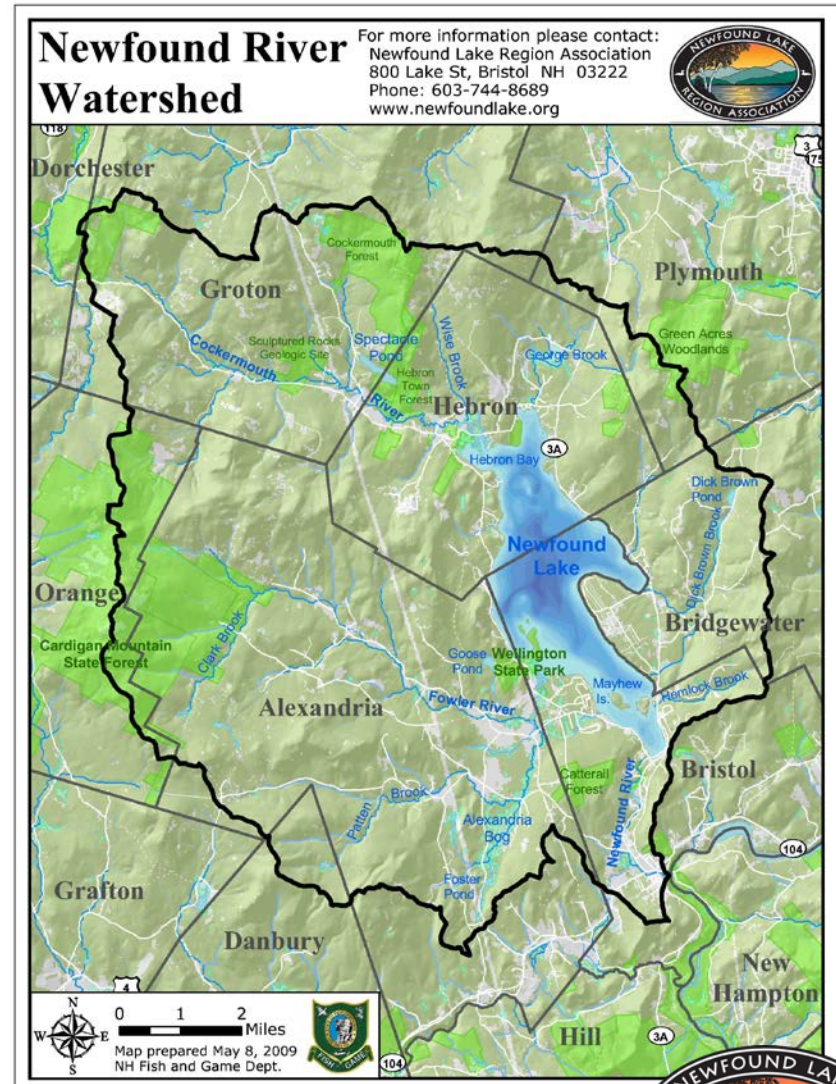 Newfound River
Watershed
For more information please contact:
Newfound Lake Region Association
800 Lake St, Bristol NH 03222
Phone: 603-744-8689
www.newfoundlake.org
NEWFOUND LAKE
REGION ASSOCIATION
118
3
175
Dorchester
Cockermouth
Forest
Groton
Plymouth
Sculptured Rocks
Geologic Site
Spectacle
Pond
Wise Brook
George Brook
Green Acres
Woodlands
Cockermouth
River
Hebron
Town
Forest
Hebron
3A
Hebron Bay
Dick Brown
Pond
Newfound
Lake
Dick Brown Brook
Orange
Cardigan Mountain
State Forest
Clark Brook
Bridgewater
Goose
Pond
Wellington
State Park
Mayhew
Is.
Hemlock Brook
Alexandria
Fowler River
Bristol
Catterall
Forest
Newfound River
Patten
Brook
Alexandria
Bog
104
Foster
Pond
Grafton
Danbury
New
Hampton
4
Hill
3A
104
N
W
E
S
0 1 2
Miles
Map prepared May 8, 2009
NH Fish and Game Dept.
FISH GAME
NEWFOUND LA